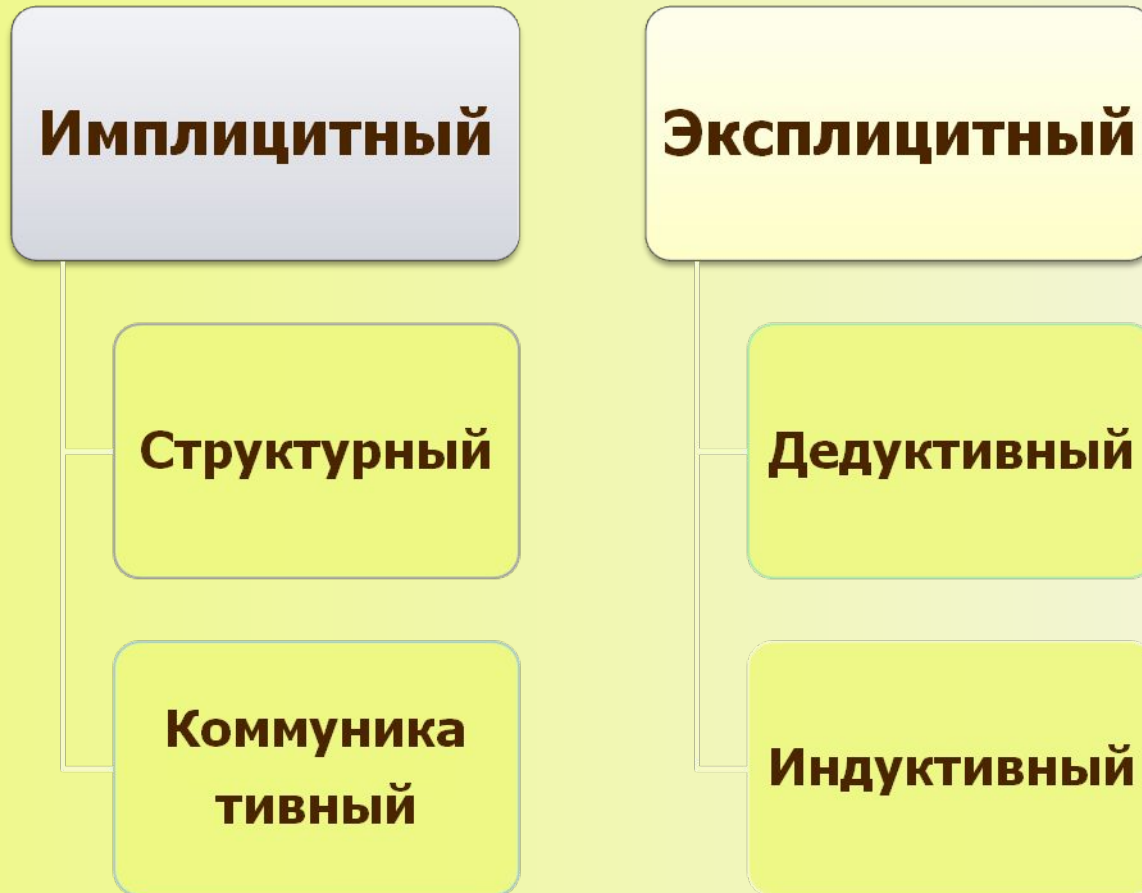 Имплицитный
Структурный
Коммуника
тивный
Эксплицитный
Дедуктивный
Индуктивный